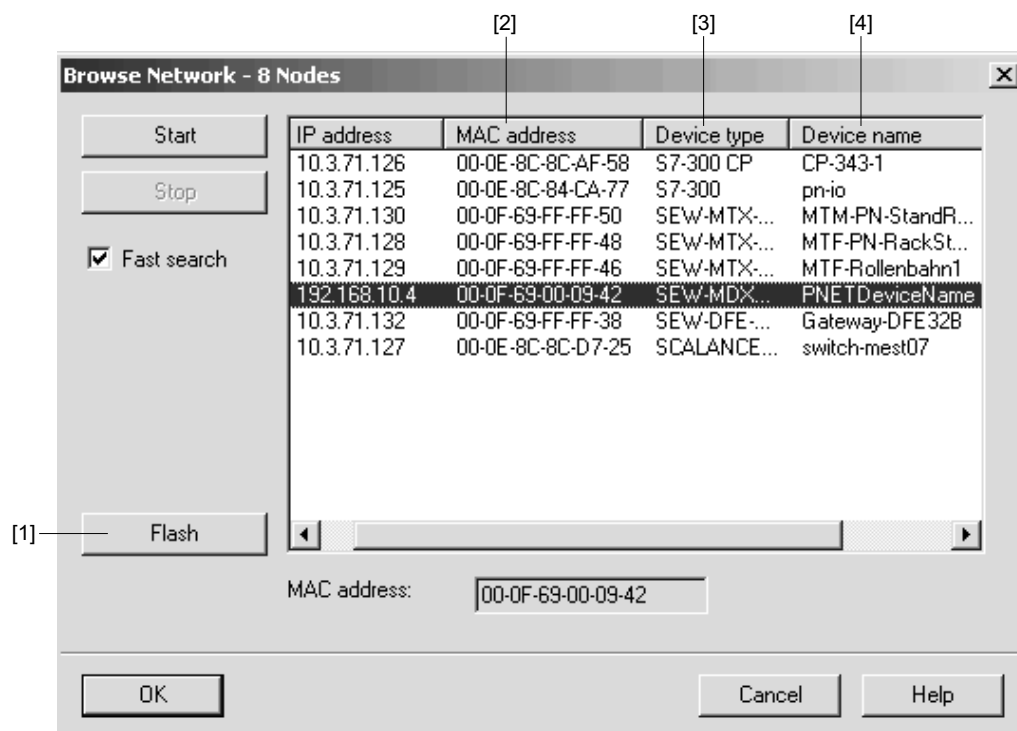 [2] [3] [4]
Browse Network - 8 Nodes
Start
Stop
Fast search
IP address MAC address Device type Device name
10.3.71.126 00-0E-8C-8C-AF-58 S7-300 CP CP-343-1
10.3.71.125 00-0E-8C-84-CA-77 S7-300 pn-io
10.3.71.130 00-0F-69-FF-FF-50 SEW-MTX-... MTM-PN-StandR...
10.3.71.128 00-0F-69-FF-FF-48 SEW-MTX-... MTF-PN-RackSt...
10.3.71.129 00-0F-69-FF-FF-46 SEW-MTX-... MTF-Rollenbahn1
192.168.10.4 00-0F-69-00-09-42 SEW-MDX... PNETDeviceName
10.3.71.132 00-0F-69-FF-FF-38 SEW-DFE-... Gateway-DFE32B
10.3.71.127 00-0E-8C-8C-D7-25 SCALANCE... switch-mest07
[1] Flash
MAC address: 00-0F-69-00-09-42
OK Cancel Help